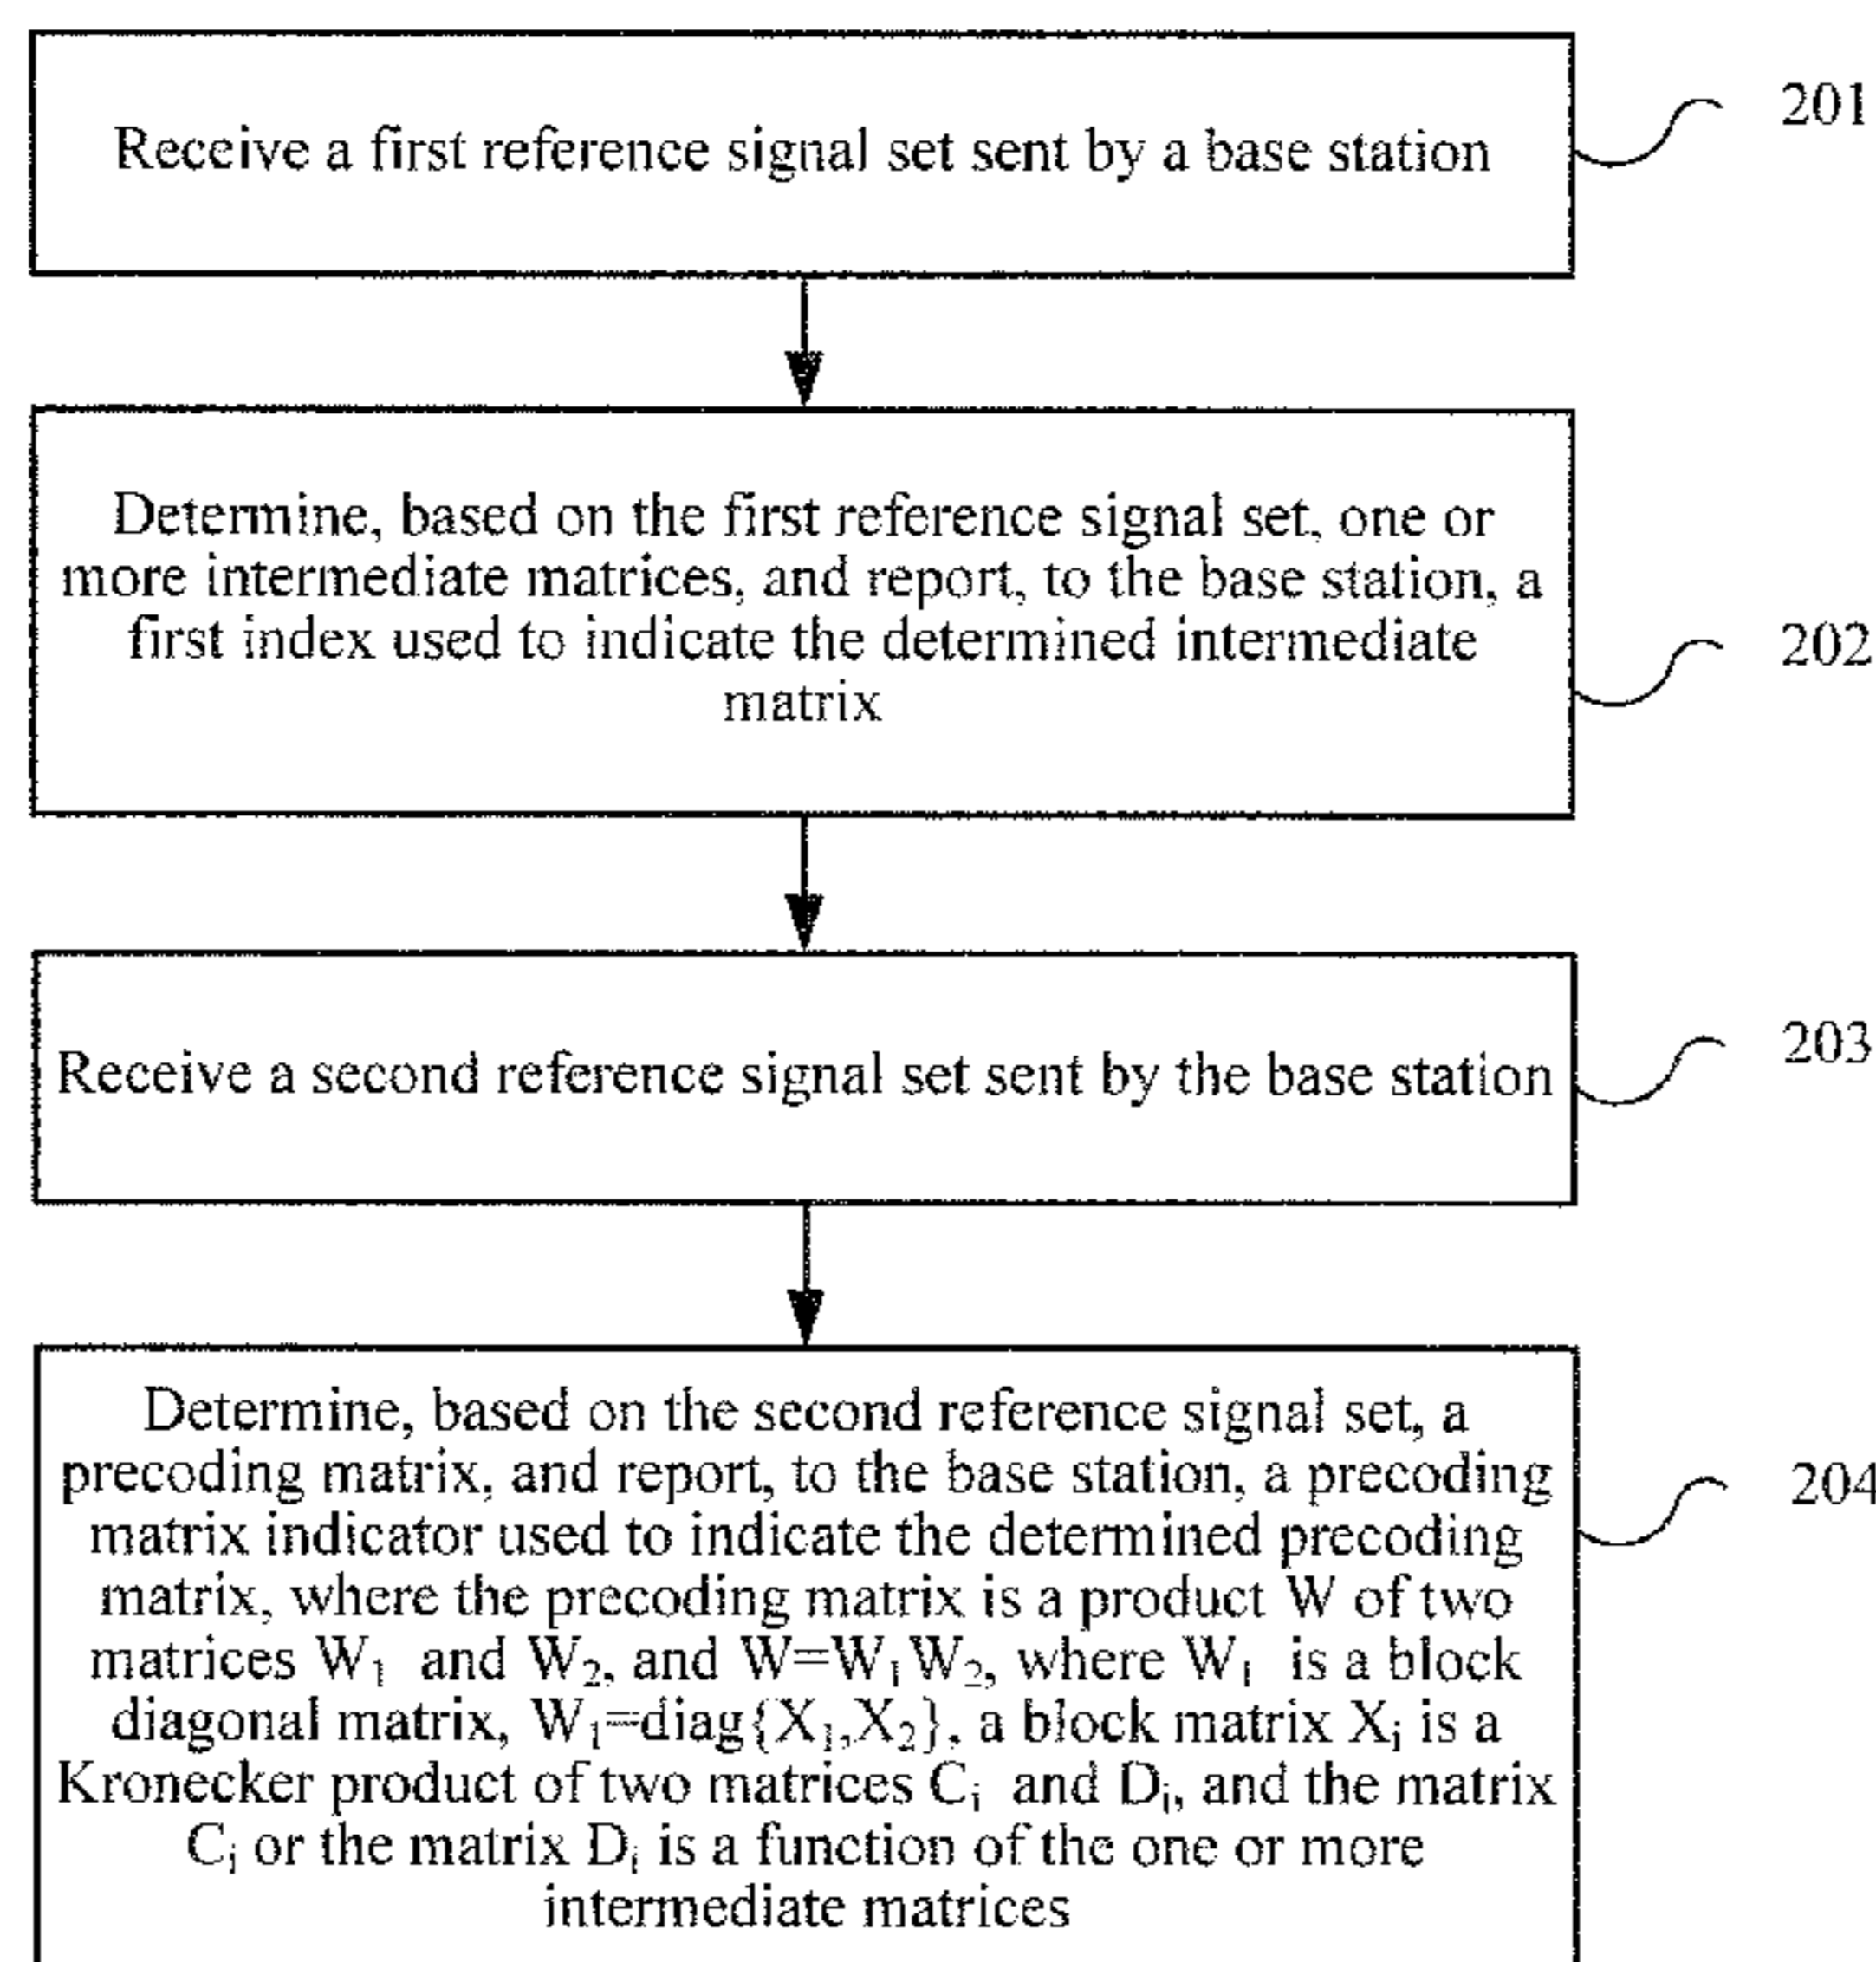 Receive a first reference signal set sent by a base station
201
Determine, based on the first reference signal set, one or
more intermediate matrices, and report, to the base station, a
first index used to indicate the determined intermediate
matrix
202
Receive a second reference signal set sent by the base station
203
Determine, based on the second reference signal set, a
precoding matrix, and report, to the base station, a precoding
matrix indicator used to indicate the determined precoding
matrix, where the precoding matrix is a product W of two
matrices W₁ and W₂, and W=W₁W₂, where W₁ is a block
diagonal matrix, W₁=diag{X₁,X₂}, a block matrix Xⱼ is a
Kronecker product of two matrices Cⱼ and Dⱼ, and the matrix
Cⱼ or the matrix Dⱼ is a function of the one or more
intermediate matrices
204